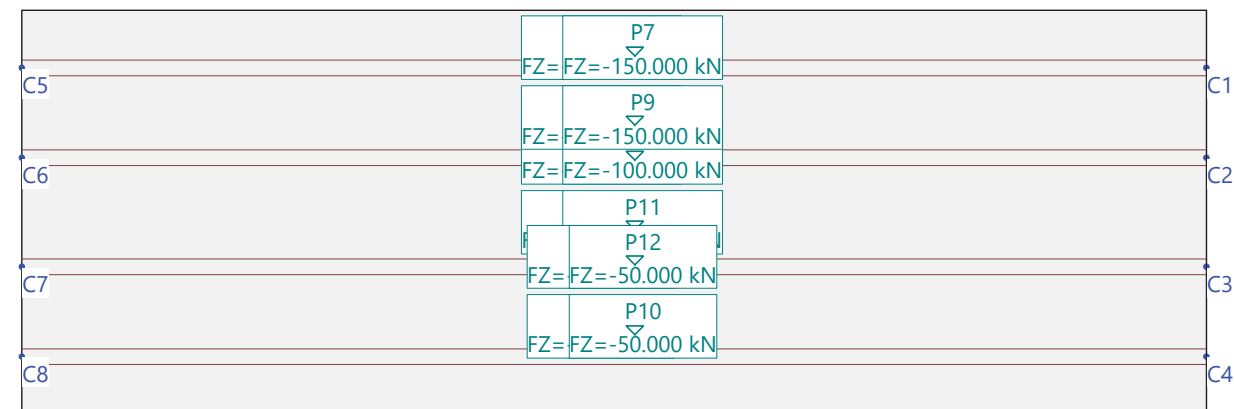 P7
FZ= FZ=-150.000 kN
C5
C1
P9
FZ= FZ=-150.000 kN
FZ= FZ=-100.000 kN
C6
C2
P11
P12
FZ= FZ=-50.000 kN
C7
C3
P10
FZ= FZ=-50.000 kN
C8
C4